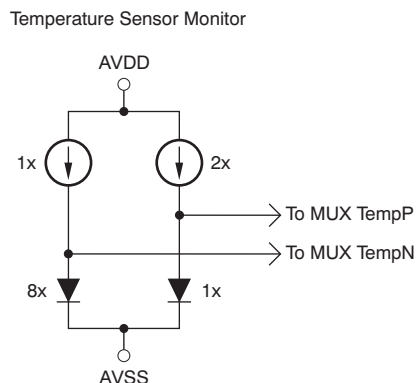 Temperature Sensor Monitor
AVDD
1x
2x
To MUX TempP
To MUX TempN
8x
1x
AVSS